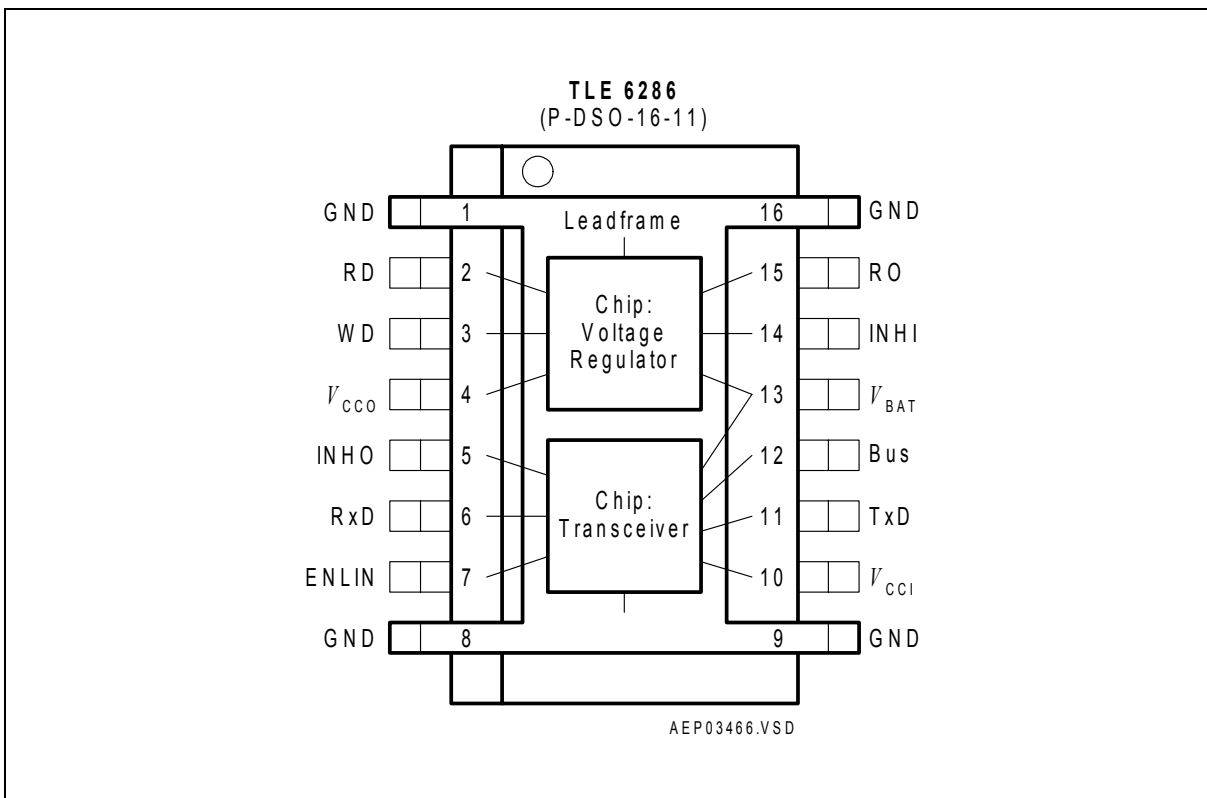 TLE 6286
(P-DSO-16-11)
GND 1 16 GND
Leadframe
RD 2 15 RO
Chip:
Voltage
Regulator
WD 3 14 INHI
VCCO 4 13 VBAT
INHO 5 12 Bus
Chip:
Transceiver
RxD 6 11 TxD
ENLIN 7 10 VCCI
GND 8 9 GND
AEP03466.VSD